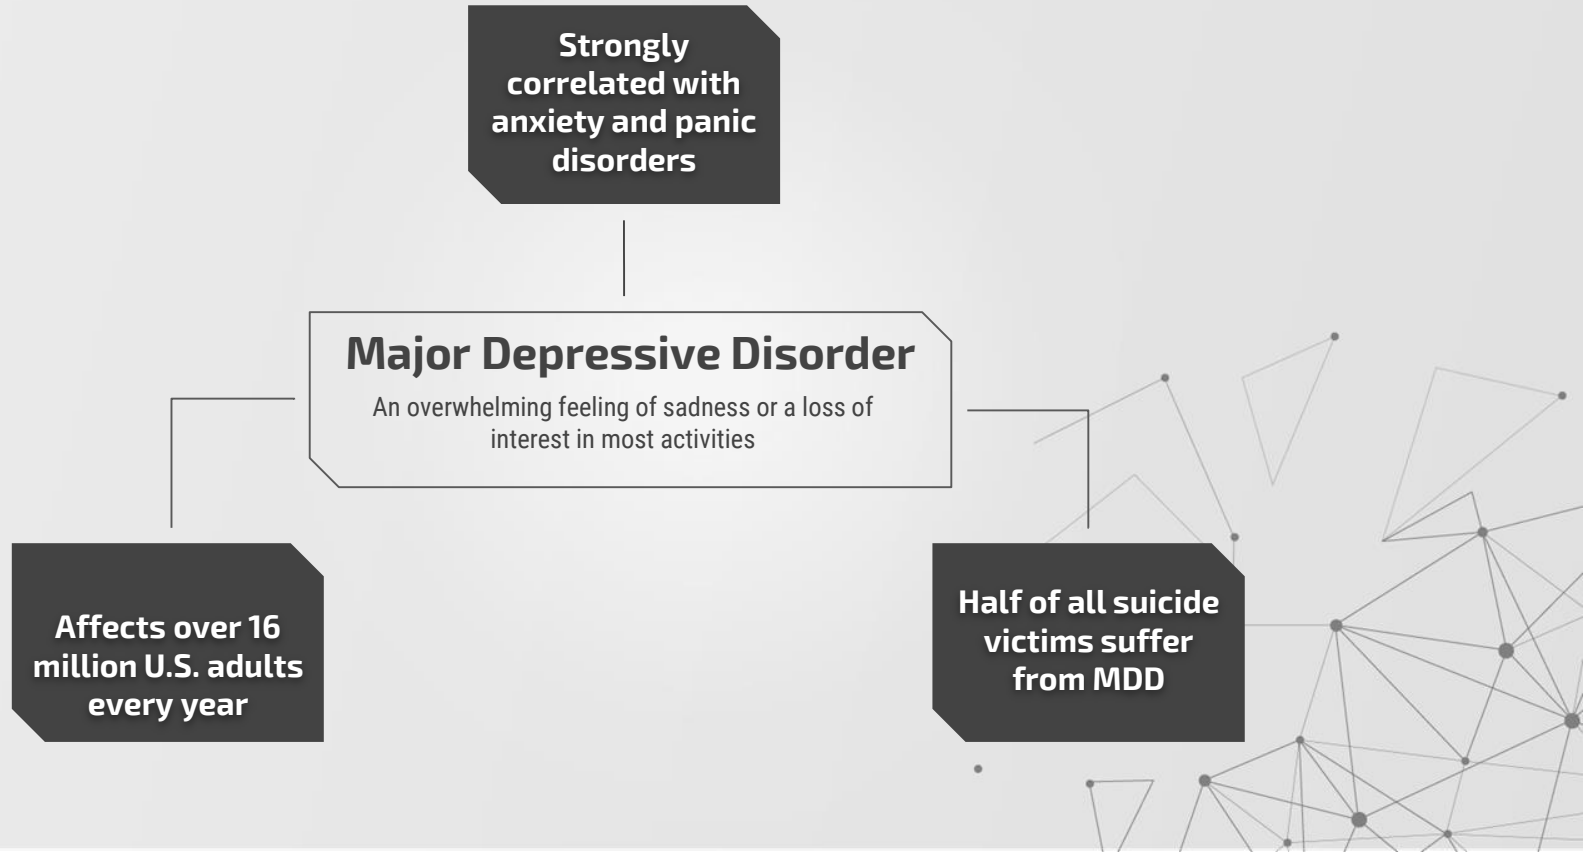 Strongly
correlated with
anxiety and panic
disorders
Major Depressive Disorder
An overwhelming feeling of sadness or a loss of
interest in most activities
Affects over 16
million U.S. adults
every year
Half of all suicide
victims suffer
from MDD